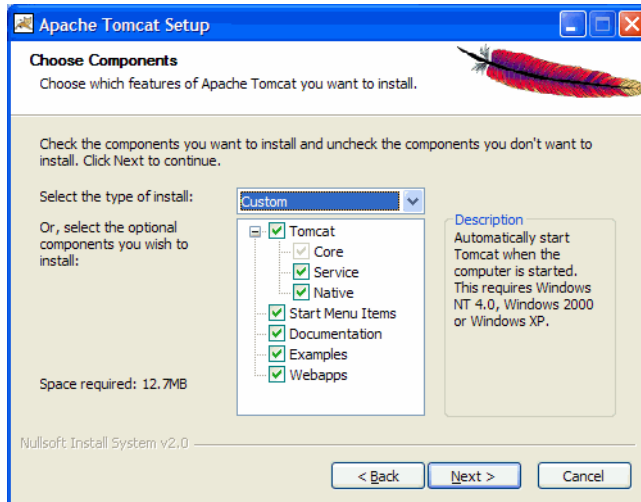 Apache Tomcat Setup
Choose Components
Choose which features of Apache Tomcat you want to install.
Check the components you want to install and uncheck the components you don't want to
install. Click Next to continue.
Select the type of install:
Custom
Or, select the optional
components you wish to
install:
Tomcat
Core
Service
Native
Start Menu Items
Documentation
Examples
Webapps
Description
Automatically start
Tomcat when the
computer is started.
This requires Windows
NT 4.0, Windows 2000
or Windows XP.
Space required: 12.7MB
Nullsoft Install System v2.0
< Back
Next >
Cancel